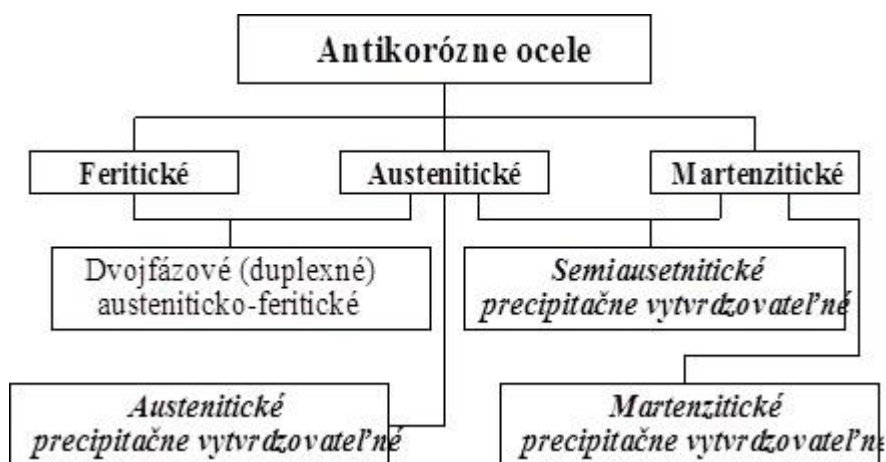 Antikorózne ocele
Feritické
Austenitické
Martenzitické
Dvojfázové (duplexné)
austeniticko-feritické
Semiausetnitické
precipitačne vytvrdzovateľné
Austenitické
precipitačne vytvrdzovateľné
Martenzitické
precipitačne vytvrdzovateľné